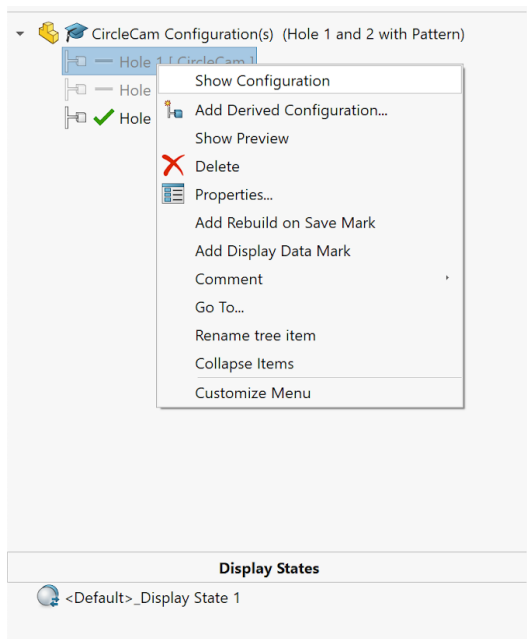 CircleCam Configuration(s) (Hole 1 and 2 with Pattern)
Hole 1 [ CircleCam ]
Show Configuration
Hole
Add Derived Configuration...
Hole
Show Preview
Delete
Properties...
Add Rebuild on Save Mark
Add Display Data Mark
Comment
Go To...
Rename tree item
Collapse Items
Customize Menu
Display States
<Default>_Display State 1